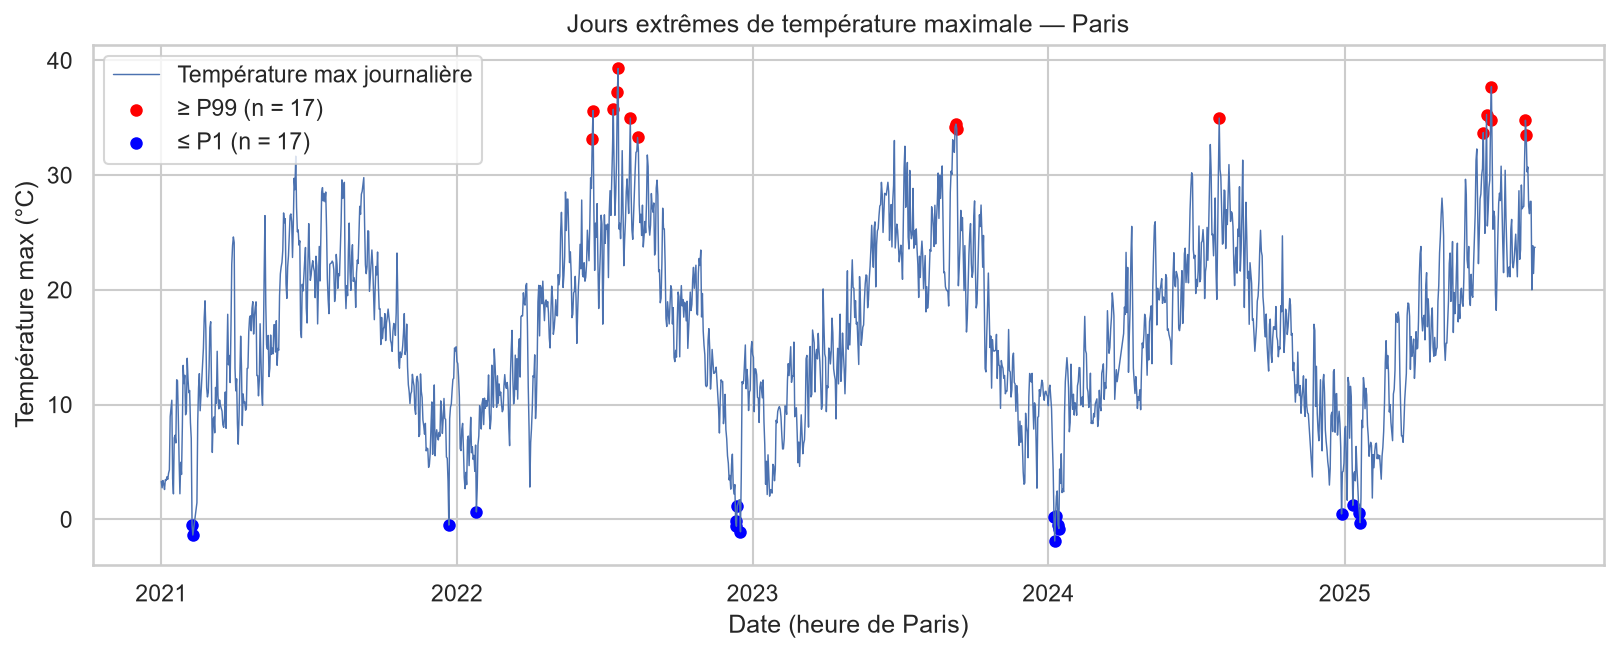 Jours extrêmes de température maximale — Paris
Température max (°C)
40
30
20
10
0
Température max journalière
≥ P99 (n = 17)
≤ P1 (n = 17)
2021
2022
2023
2024
2025
Date (heure de Paris)